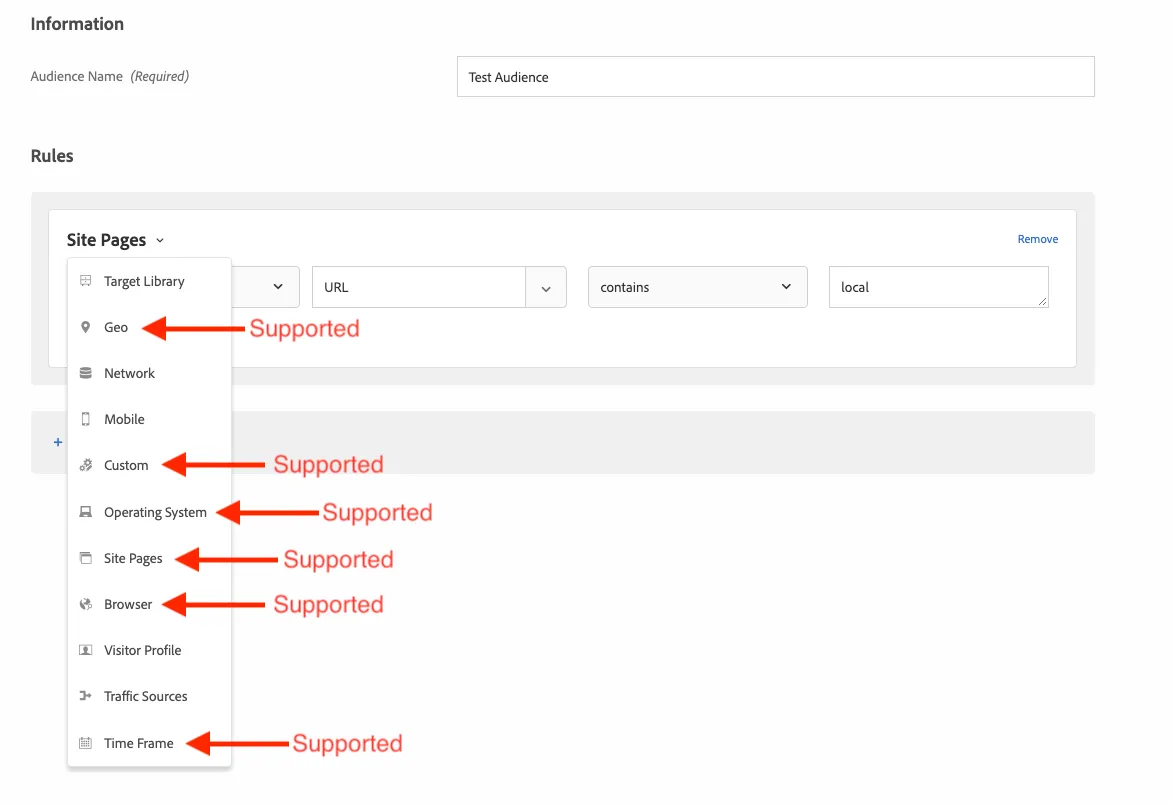 Information
Audience Name (Required)
Test Audience
Rules
Site Pages
Remove
URL
contains
local
Target Library
Geo
Supported
Network
Mobile
+
Custom
Supported
Operating System
Supported
Site Pages
Supported
Browser
Supported
Visitor Profile
Traffic Sources
Time Frame
Supported